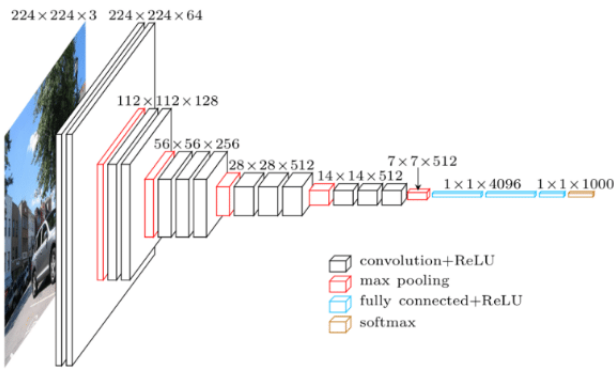 224×224×3
224×224×64
112×112×128
56×56×256
28×28×512
14×14×512
7×7×512
1×1×4096
1×1×1000
convolution+ReLU
max pooling
fully connected+ReLU
softmax